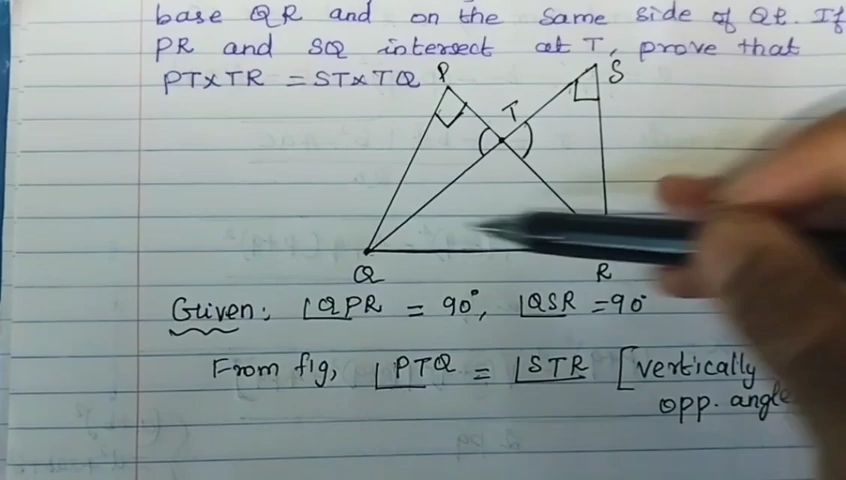 base QR and on the same side of QR. If
PR and SQ intersect at T, prove that
PT×TR = ST×TQ
P
S
T
Q
R
Given: ∠QPR = 90°, ∠QSR = 90°
From fig, ∠PTQ = ∠STR [vertically
opp. angle